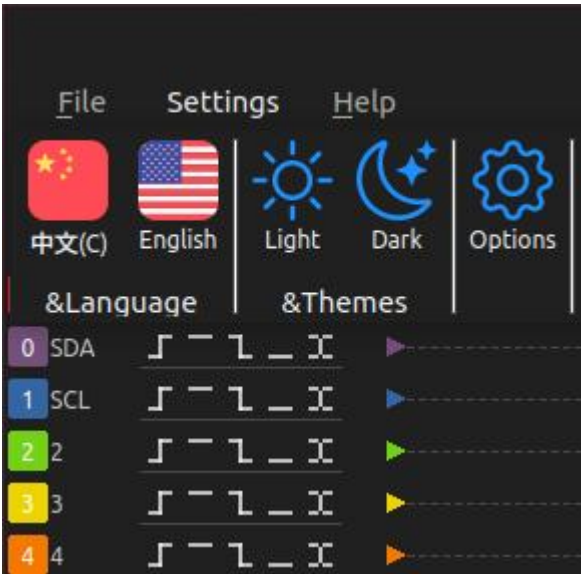 File Settings Help
中文(C) English Light Dark Options
&Language &Themes
0 SDA
1 SCL
2 2
3 3
4 4